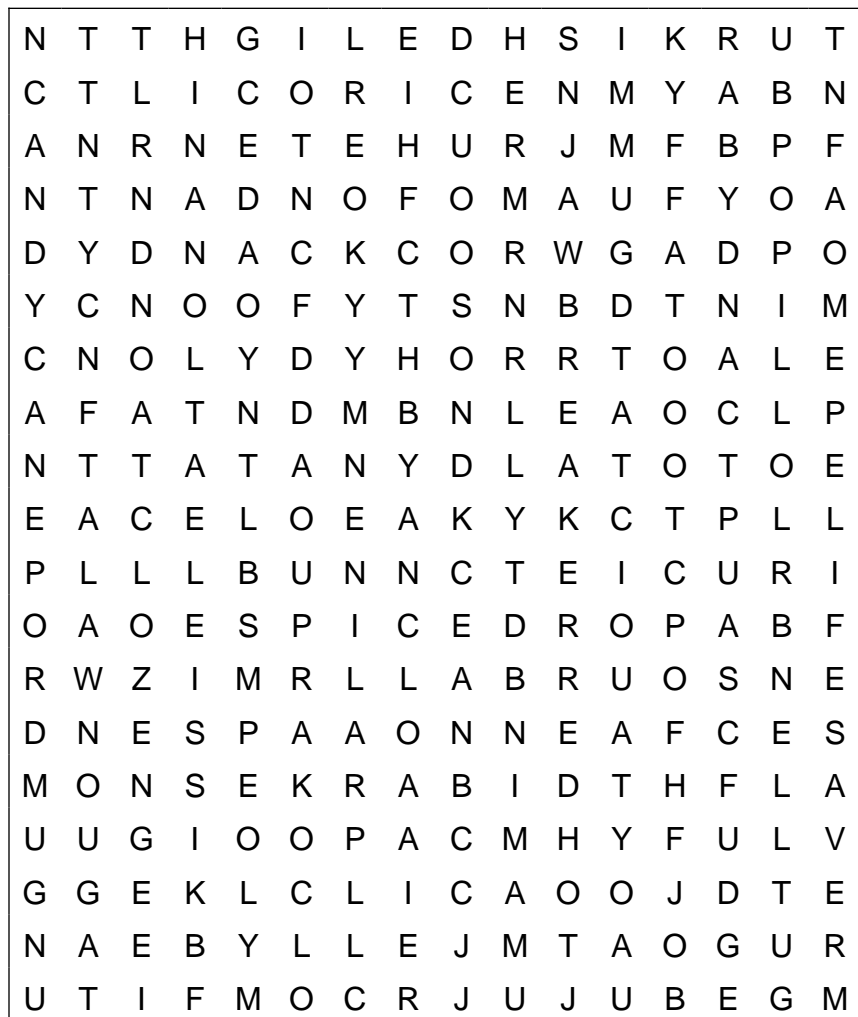 N T T H G I L E D H S I K R U T
C T L I C O R I C E N M Y A B N
A N R N E T E H U R J M F B P F
N T N A D N O F O M A U F Y O A
D Y D N A C K C O R W G A D P O
Y C N O O F Y T S N B D T N I M
C N O L Y D Y H O R R T O A L E
A F A T N D M B N L E A O C L P
N T T A T A N Y D L A T O T O E
E A C E L O E A K Y K C T P L L
P L L L B U N N C T E I C U R I
O A O E S P I C E D R O P A B F
R W Z I M R L L A B R U O S N E
D N E S P A A O N N E A F C E S
M O N S E K R A B I D T H F L A
U U G I O O P A C M H Y F U L V
G G E K L C L I C A O O J D T E
N A E B Y L L E J M T A O G U R
U T I F M O C R J U J U B E G M